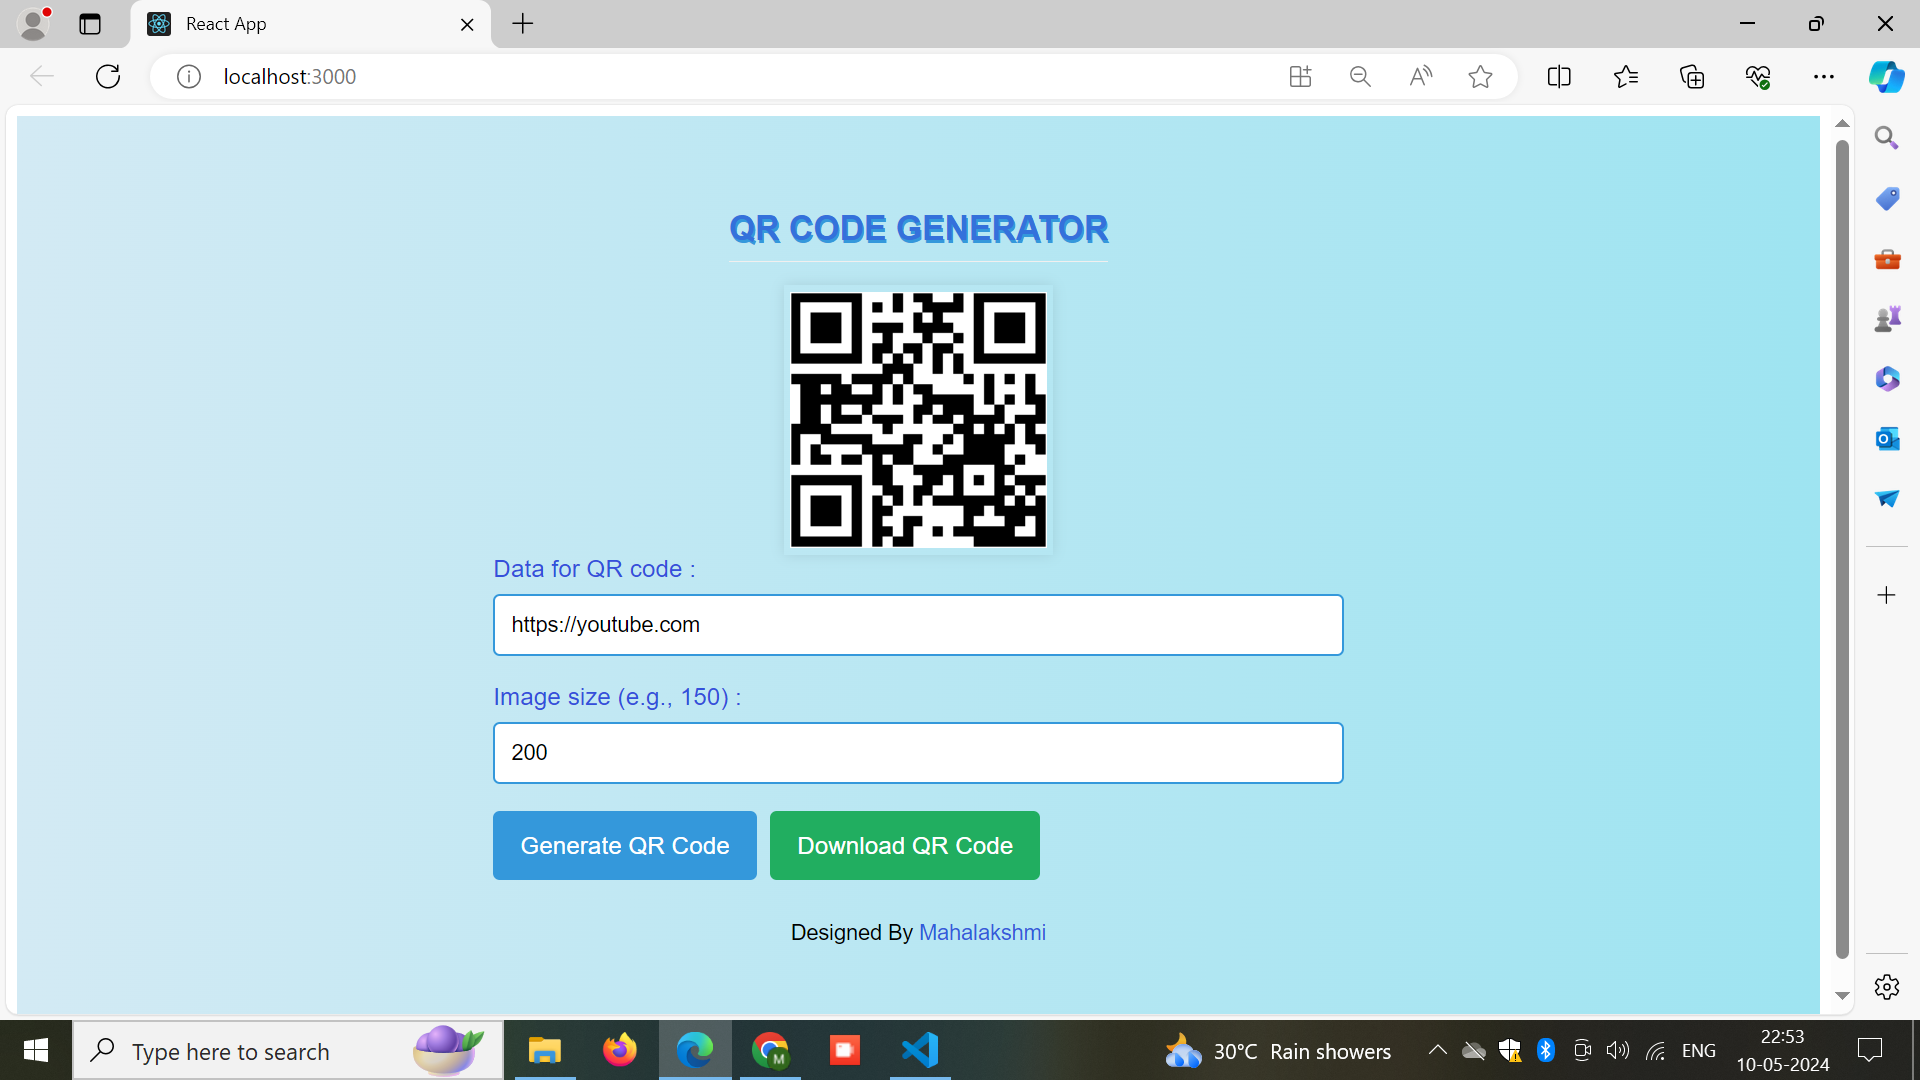 React App
localhost:3000
QR CODE GENERATOR
Data for QR code :
https://youtube.com
Image size (e.g., 150) :
200
Generate QR Code Download QR Code
Designed By Mahalakshmi
Type here to search
M
30°C Rain showers
ENG
22:53
10-05-2024